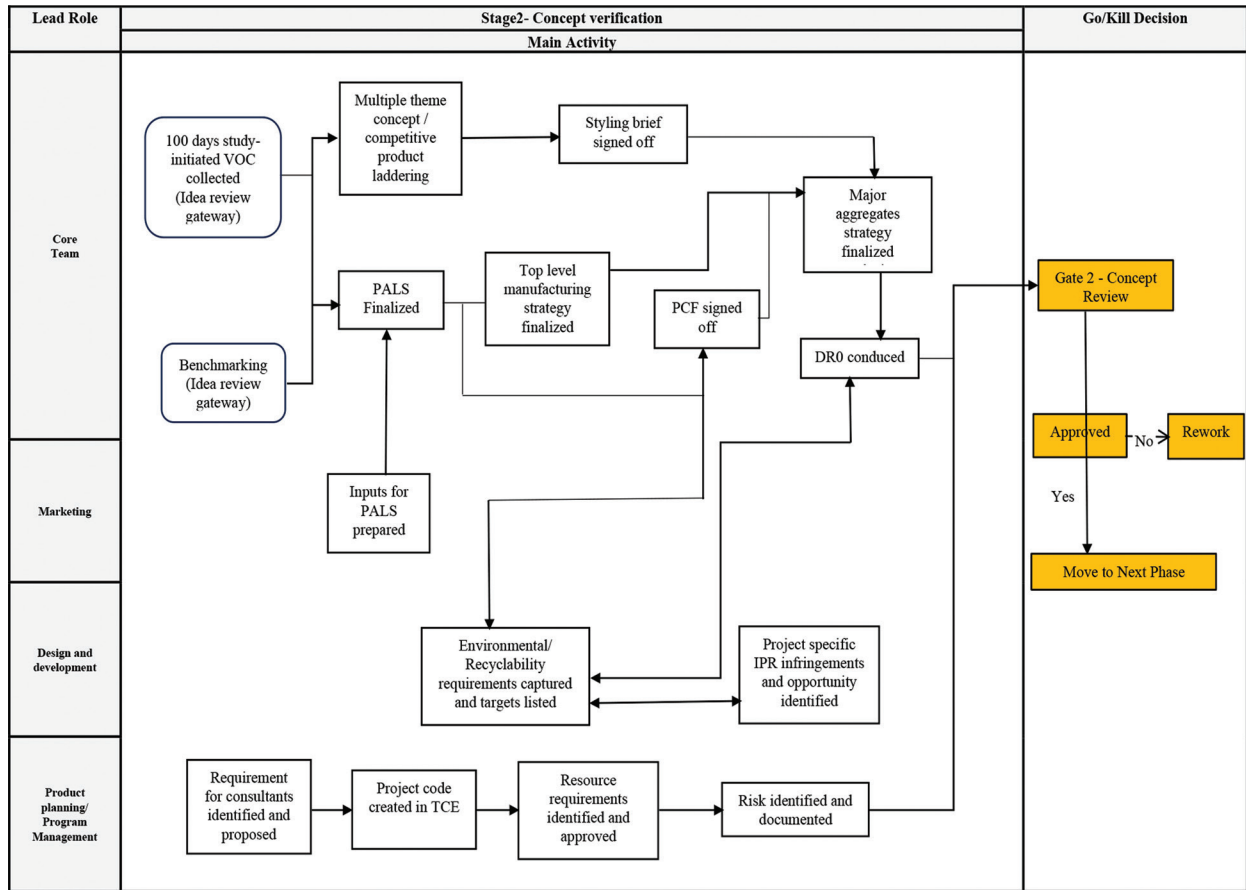 Lead Role
Stage2- Concept verification
Go/Kill Decision
Main Activity
Core
Team
100 days study-
initiated VOC
collected
(Idea review
gateway)
Multiple theme
concept /
competitive
product
laddering
Styling brief
signed off
Major
aggregates
strategy
finalized
PALS
Finalized
Top level
manufacturing
strategy
finalized
PCF signed
off
DR0 conduced
Benchmarking
(Idea review
gateway)
Gate 2 - Concept
Review
Approved
No
Rework
Yes
Move to Next Phase
Marketing
Inputs for
PALS
prepared
Design and
development
Environmental/
Recyclability
requirements captured
and targets listed
Project specific
IPR infringements
and opportunity
identified
Product
planning/
Program
Management
Requirement
for consultants
identified and
proposed
Project code
created in TCE
Resource
requirements
identified and
approved
Risk identified and
documented